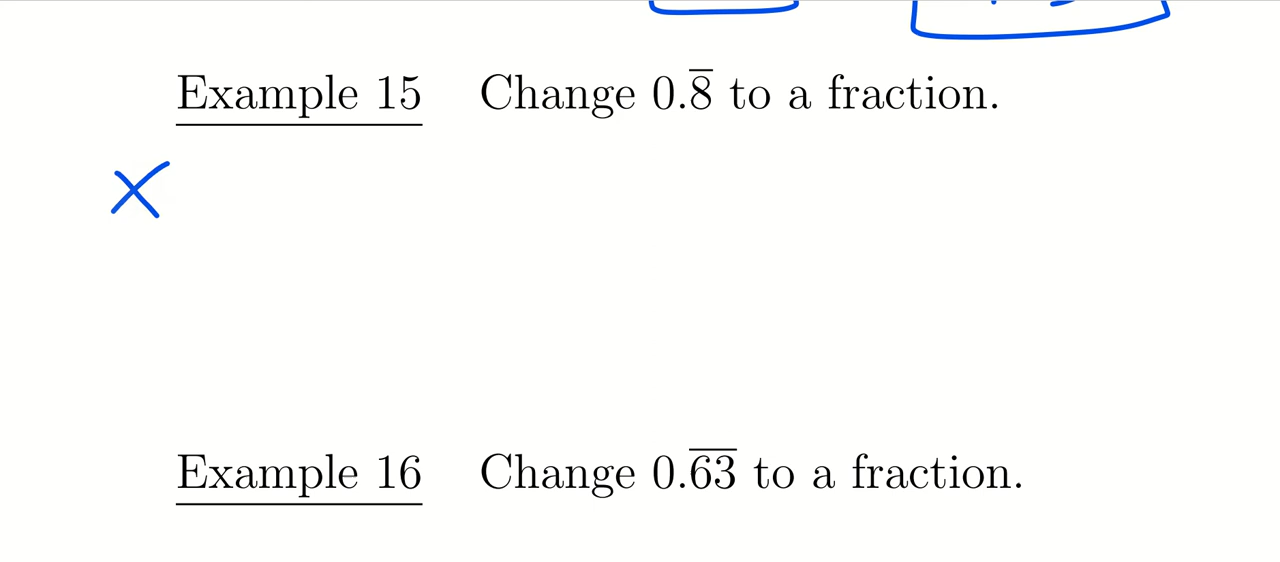 Example 15 Change 0.8̅ to a fraction.
x
Example 16 Change 0.6̅3̅ to a fraction.